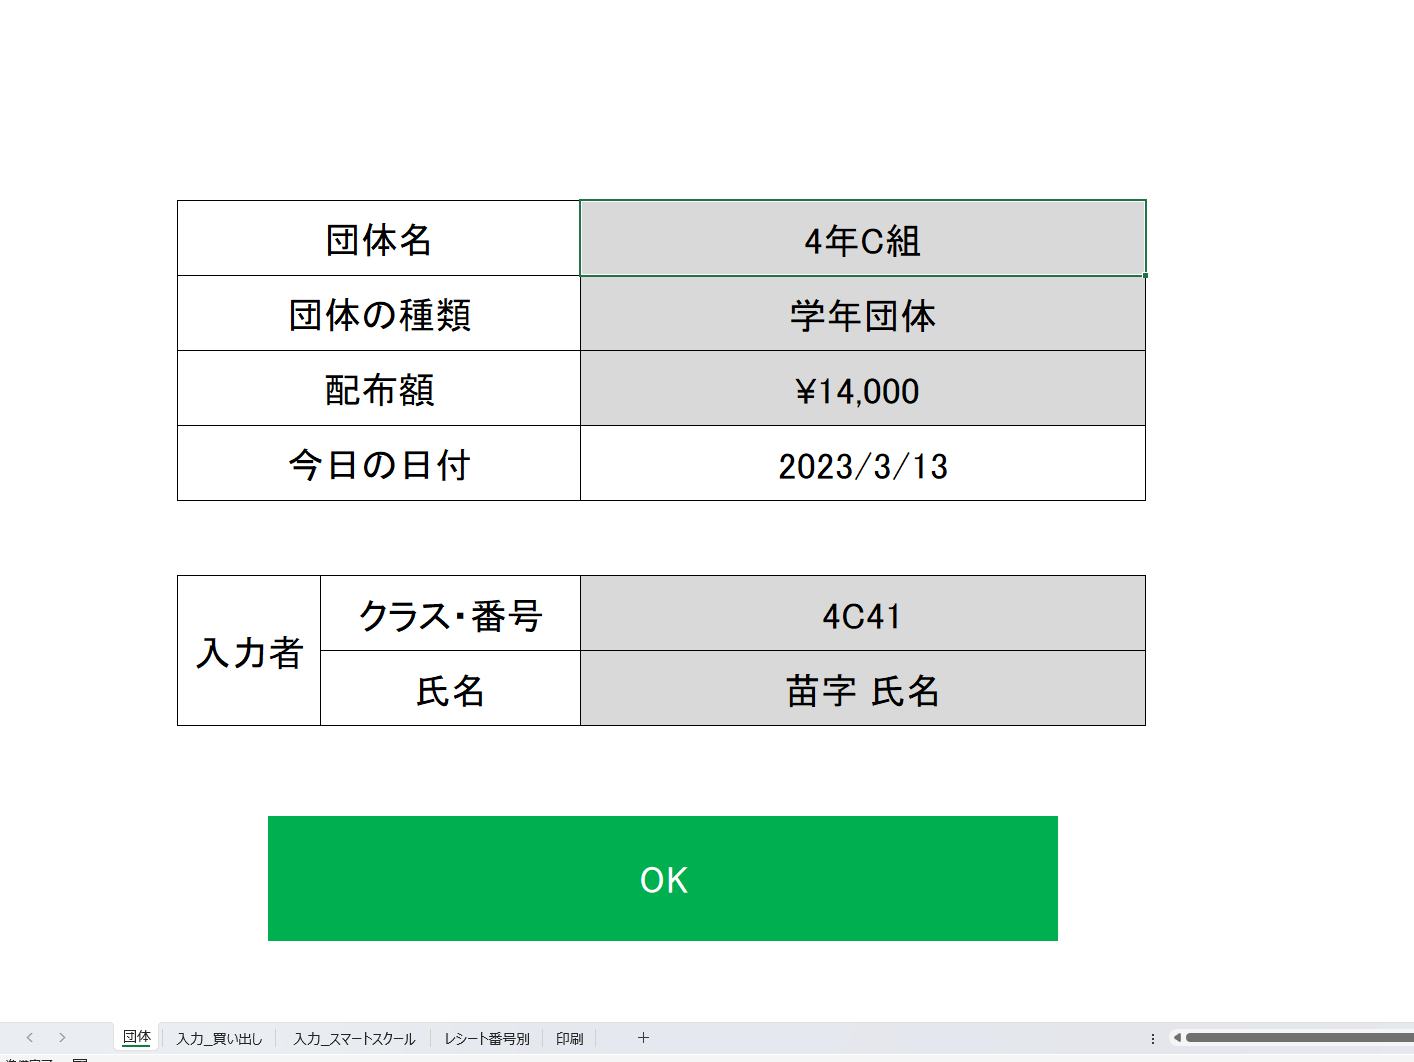 団体名 4年C組
団体の種類 学年団体
配布額 ¥14,000
今日の日付 2023/3/13
入力者 クラス・番号 4C41
氏名 苗字 氏名
OK
団体 入力_買い出し 入力_スマートスクール レシート番号別 印刷